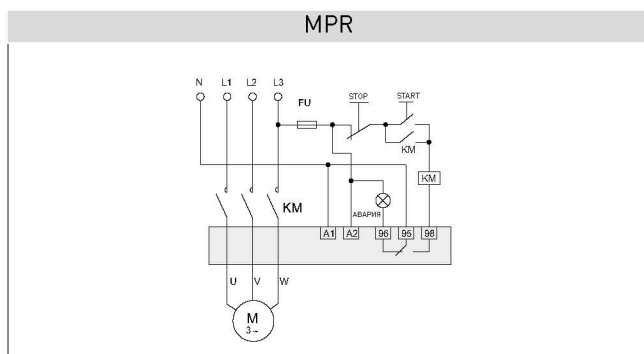 MPR
N L1 L2 L3
FU STOP START
KM
KM
KM
АВАРИЯ
A1 A2 96 95 98
U V W
M
3~